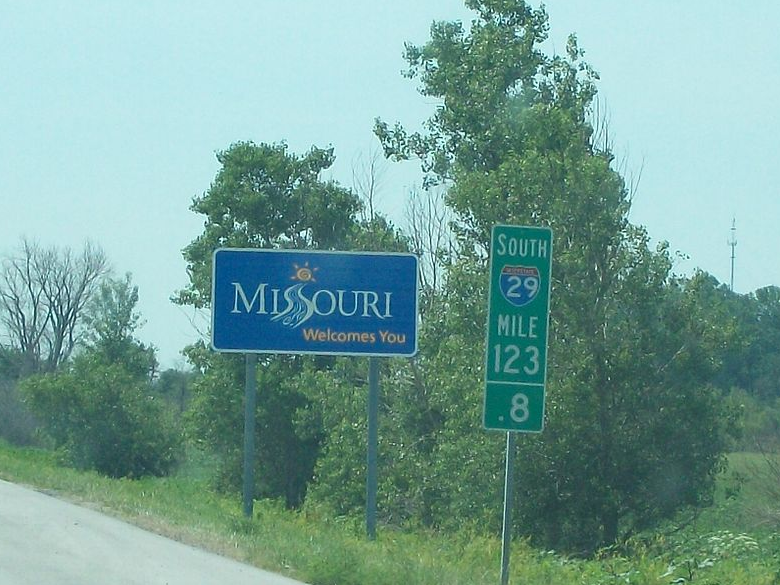 MISSOURI
Welcomes You
SOUTH
INTERSTATE
29
MILE
123
.8